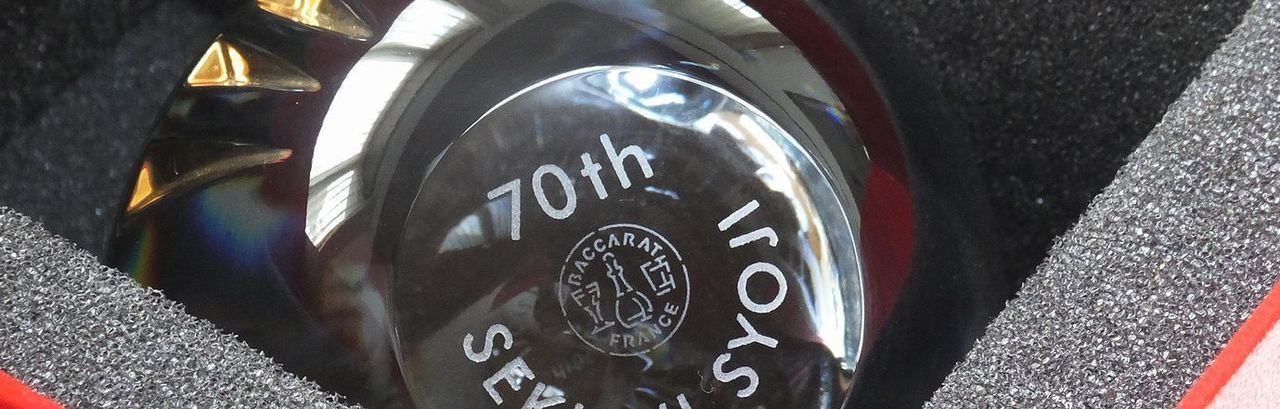 70th
BACCARAT
FRANCE
SYOJI